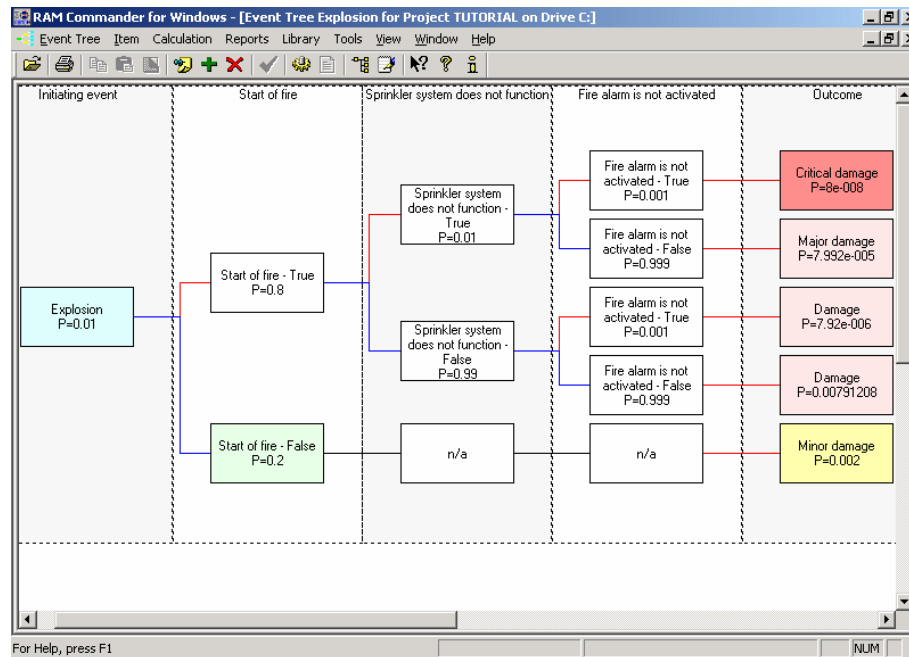 RAM Commander for Windows - [Event Tree Explosion for Project TUTORIAL on Drive C:]
Event Tree Item Calculation Reports Library Tools View Window Help
Initiating event
Start of fire
Sprinkler system does not function
Fire alarm is not activated
Outcome
Explosion
P=0.01
Start of fire - True
P=0.8
Start of fire - False
P=0.2
Sprinkler system
does not function -
True
P=0.01
Sprinkler system
does not function -
False
P=0.99
n/a
Fire alarm is not
activated - True
P=0.001
Fire alarm is not
activated - False
P=0.999
Fire alarm is not
activated - True
P=0.001
Fire alarm is not
activated - False
P=0.999
n/a
Critical damage
P=8e-008
Major damage
P=7.992e-005
Damage
P=7.92e-006
Damage
P=0.00791208
Minor damage
P=0.002
For Help, press F1
NUM